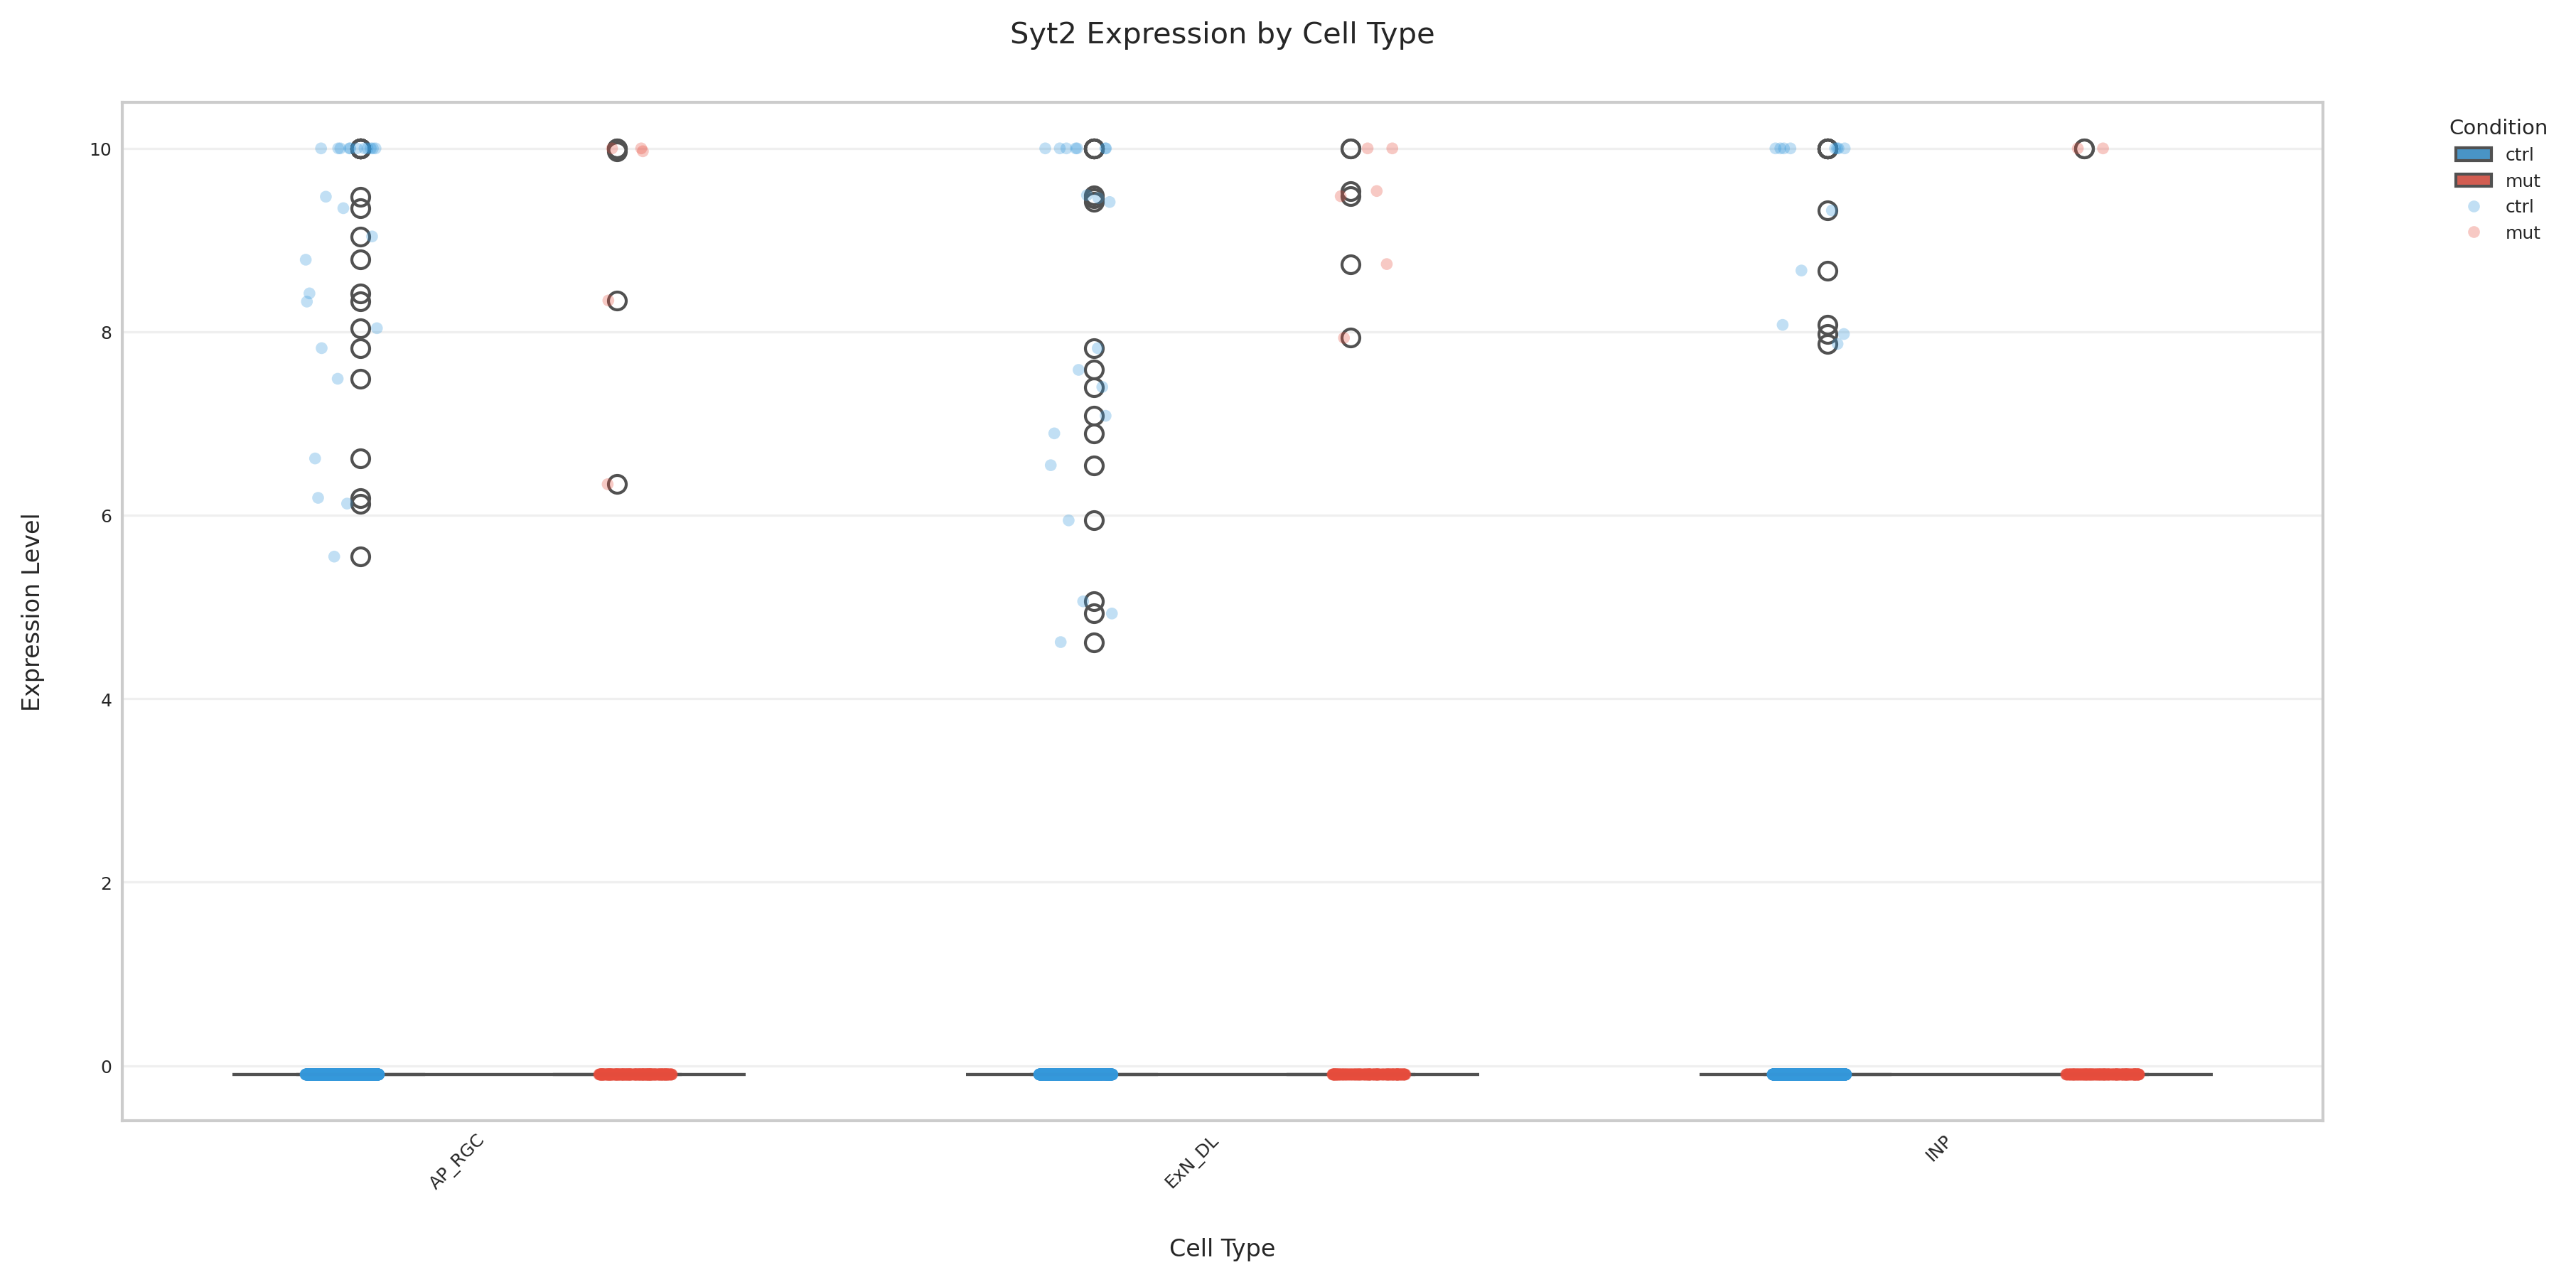 Syt2 Expression by Cell Type
Condition
ctrl
mut
ctrl
mut
Expression Level
10
8
6
4
2
0
AP_RGC
ExN_DL
INP
Cell Type